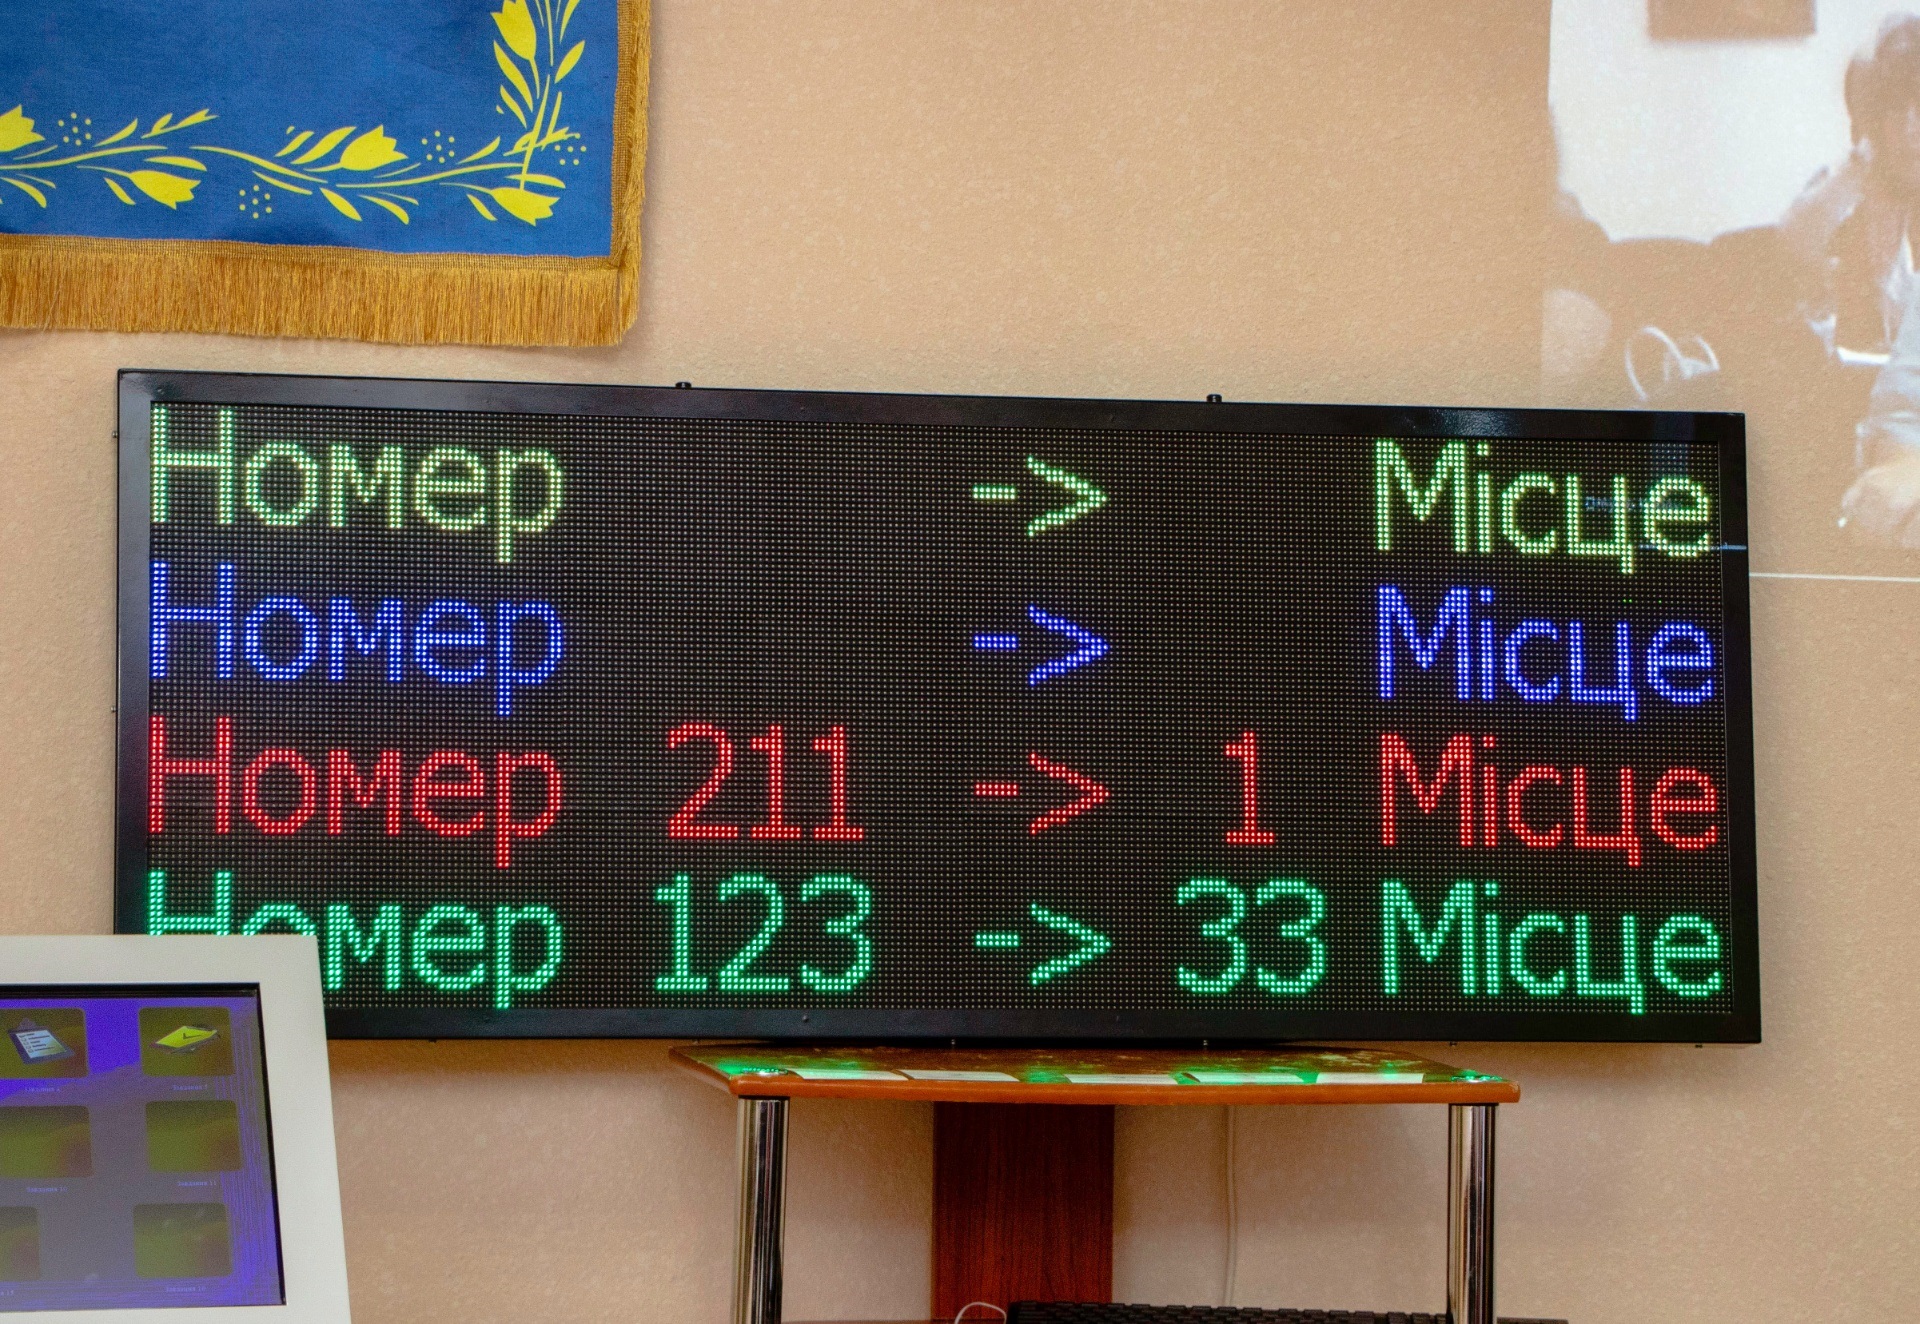 Номер -> Місце
Номер -> Місце
Номер 211 -> 1 Місце
Номер 123 -> 33 Місце